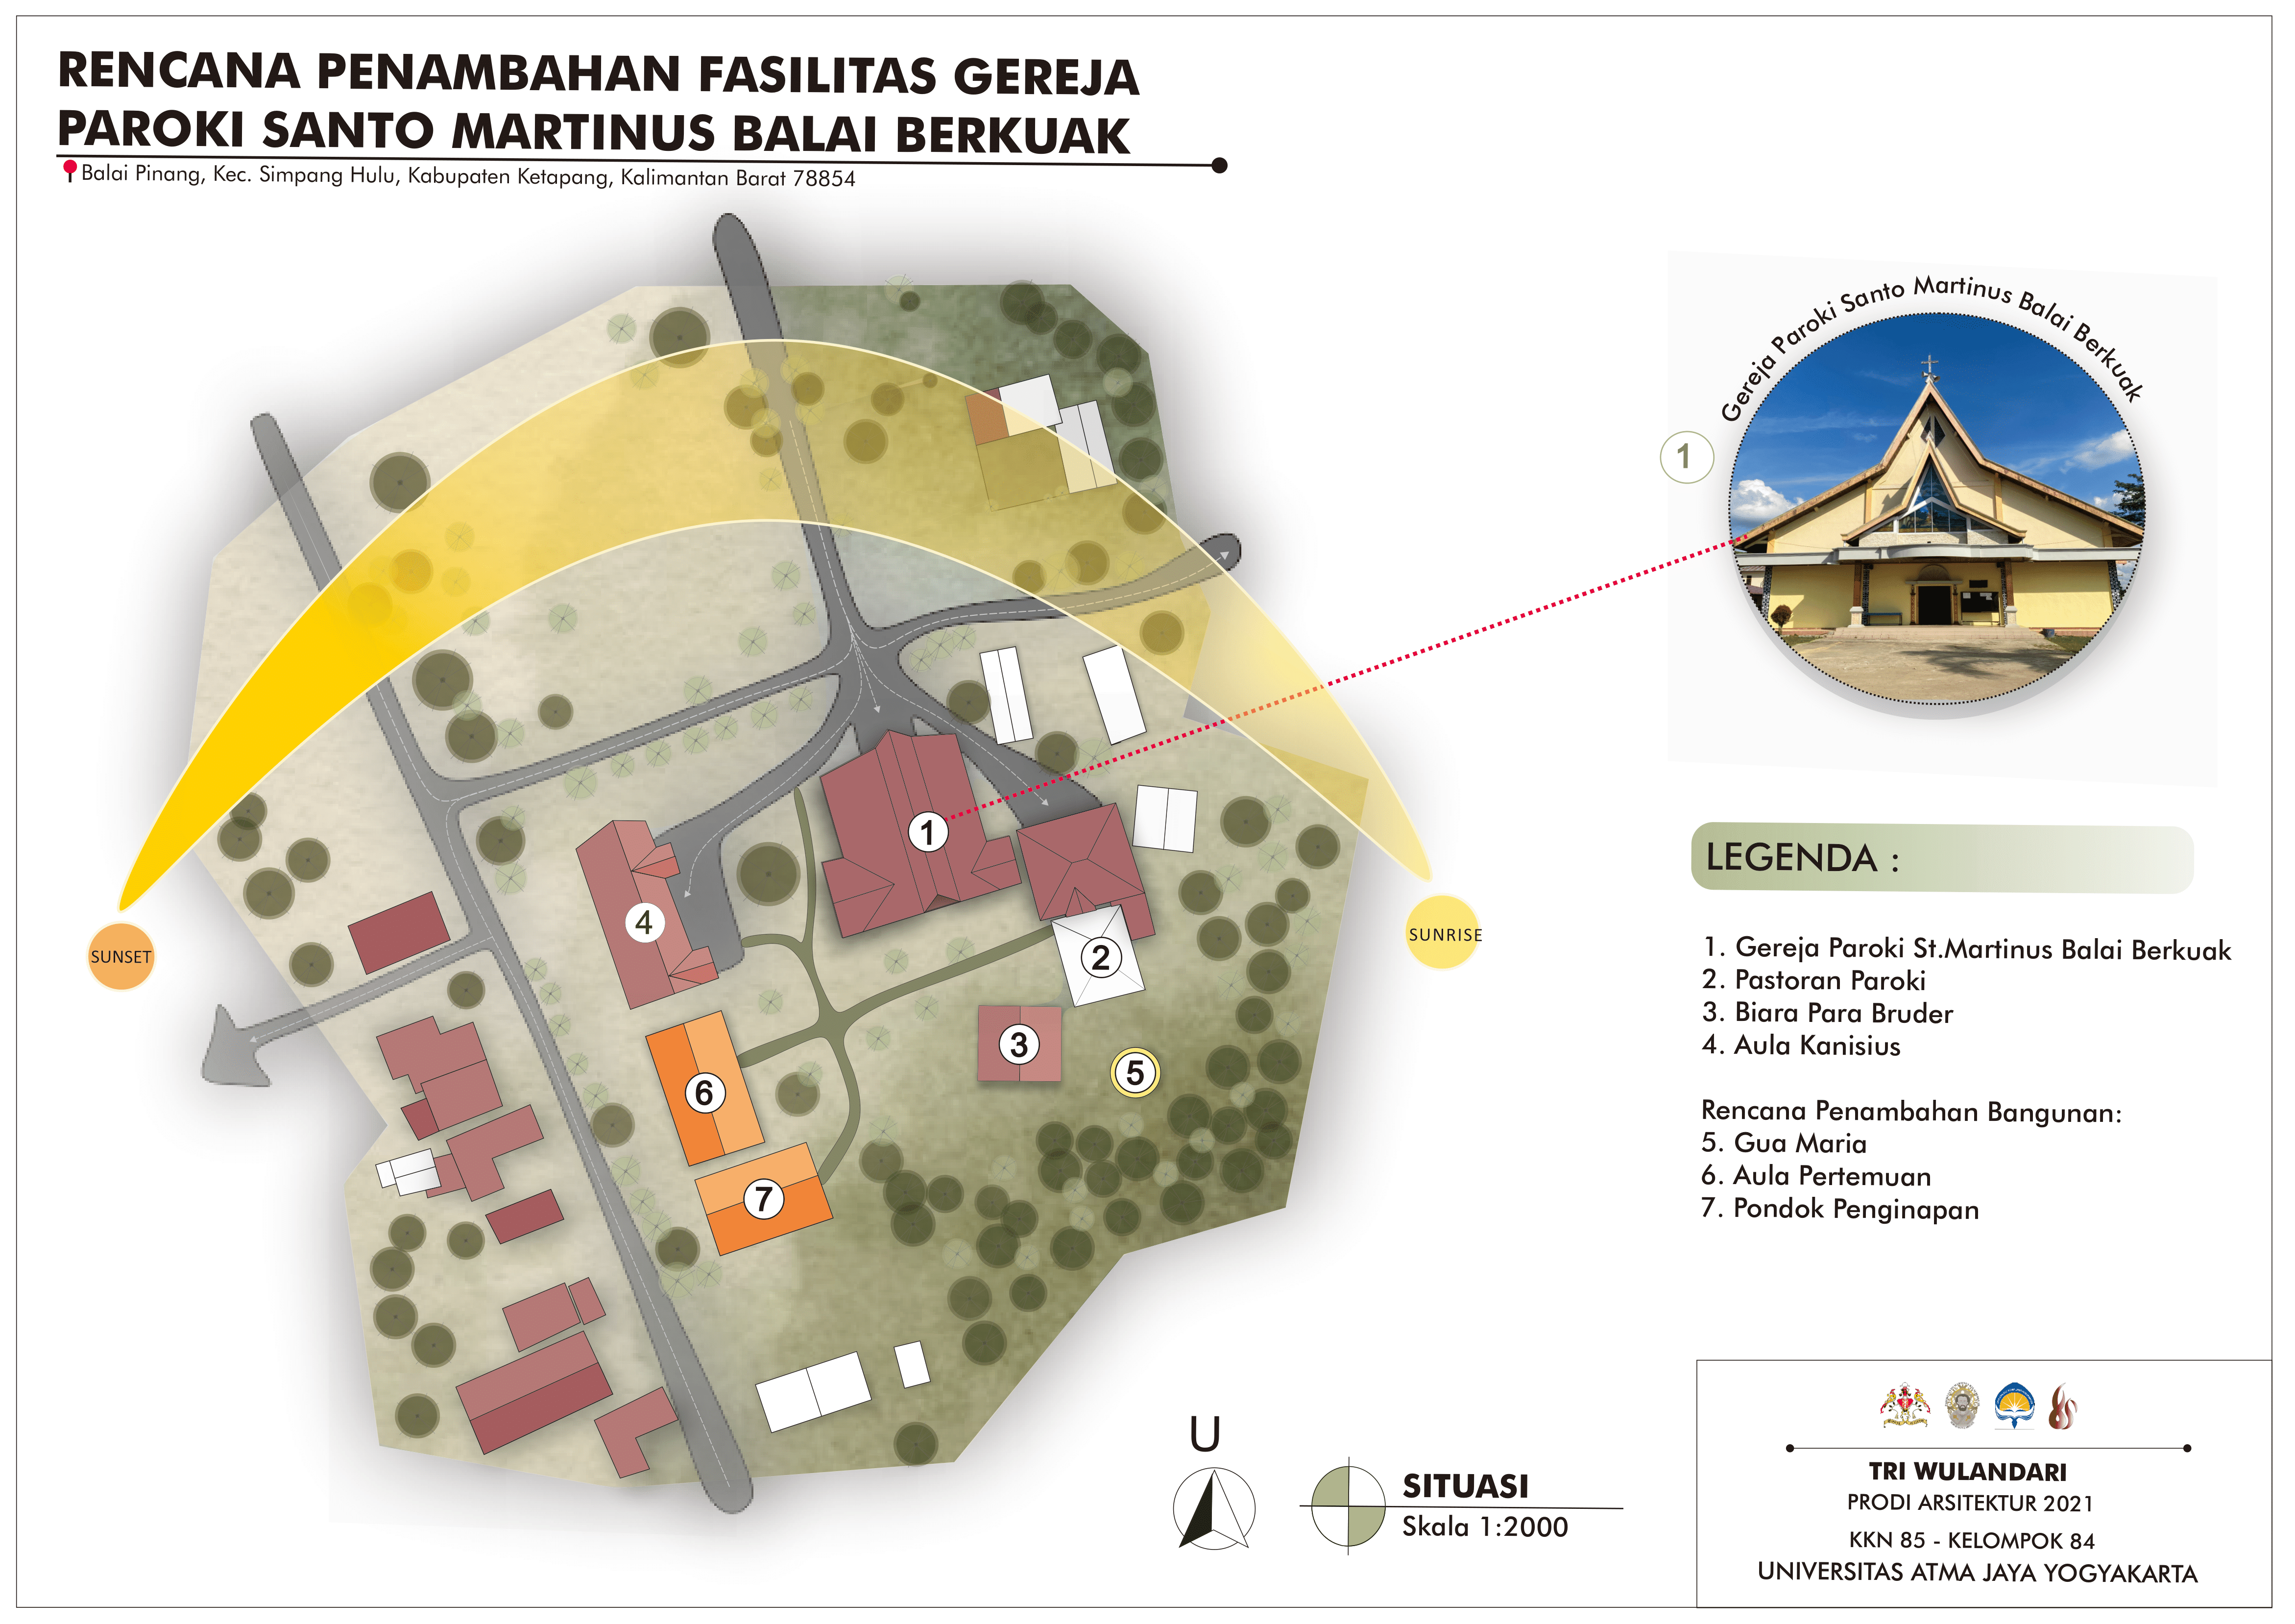 RENCANA PENAMBAHAN FASILITAS GEREJA
PAROKI SANTO MARTINUS BALAI BERKUAK
Balai Pinang, Kec. Simpang Hulu, Kabupaten Ketapang, Kalimantan Barat 78854
Gereja Paroki Santo Martinus Balai Berkuak
1
1
2
3
4
5
6
7
SUNSET
SUNRISE
LEGENDA :
1. Gereja Paroki St.Martinus Balai Berkuak
2. Pastoran Paroki
3. Biara Para Bruder
4. Aula Kanisius
Rencana Penambahan Bangunan:
5. Gua Maria
6. Aula Pertemuan
7. Pondok Penginapan
U
SITUASI
Skala 1:2000
TRI WULANDARI
PRODI ARSITEKTUR 2021
KKN 85 - KELOMPOK 84
UNIVERSITAS ATMA JAYA YOGYAKARTA